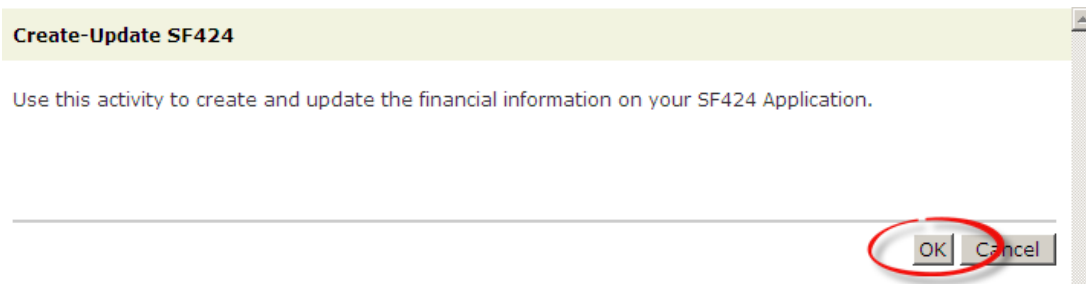 Create-Update SF424
Use this activity to create and update the financial information on your SF424 Application.
OK Cancel